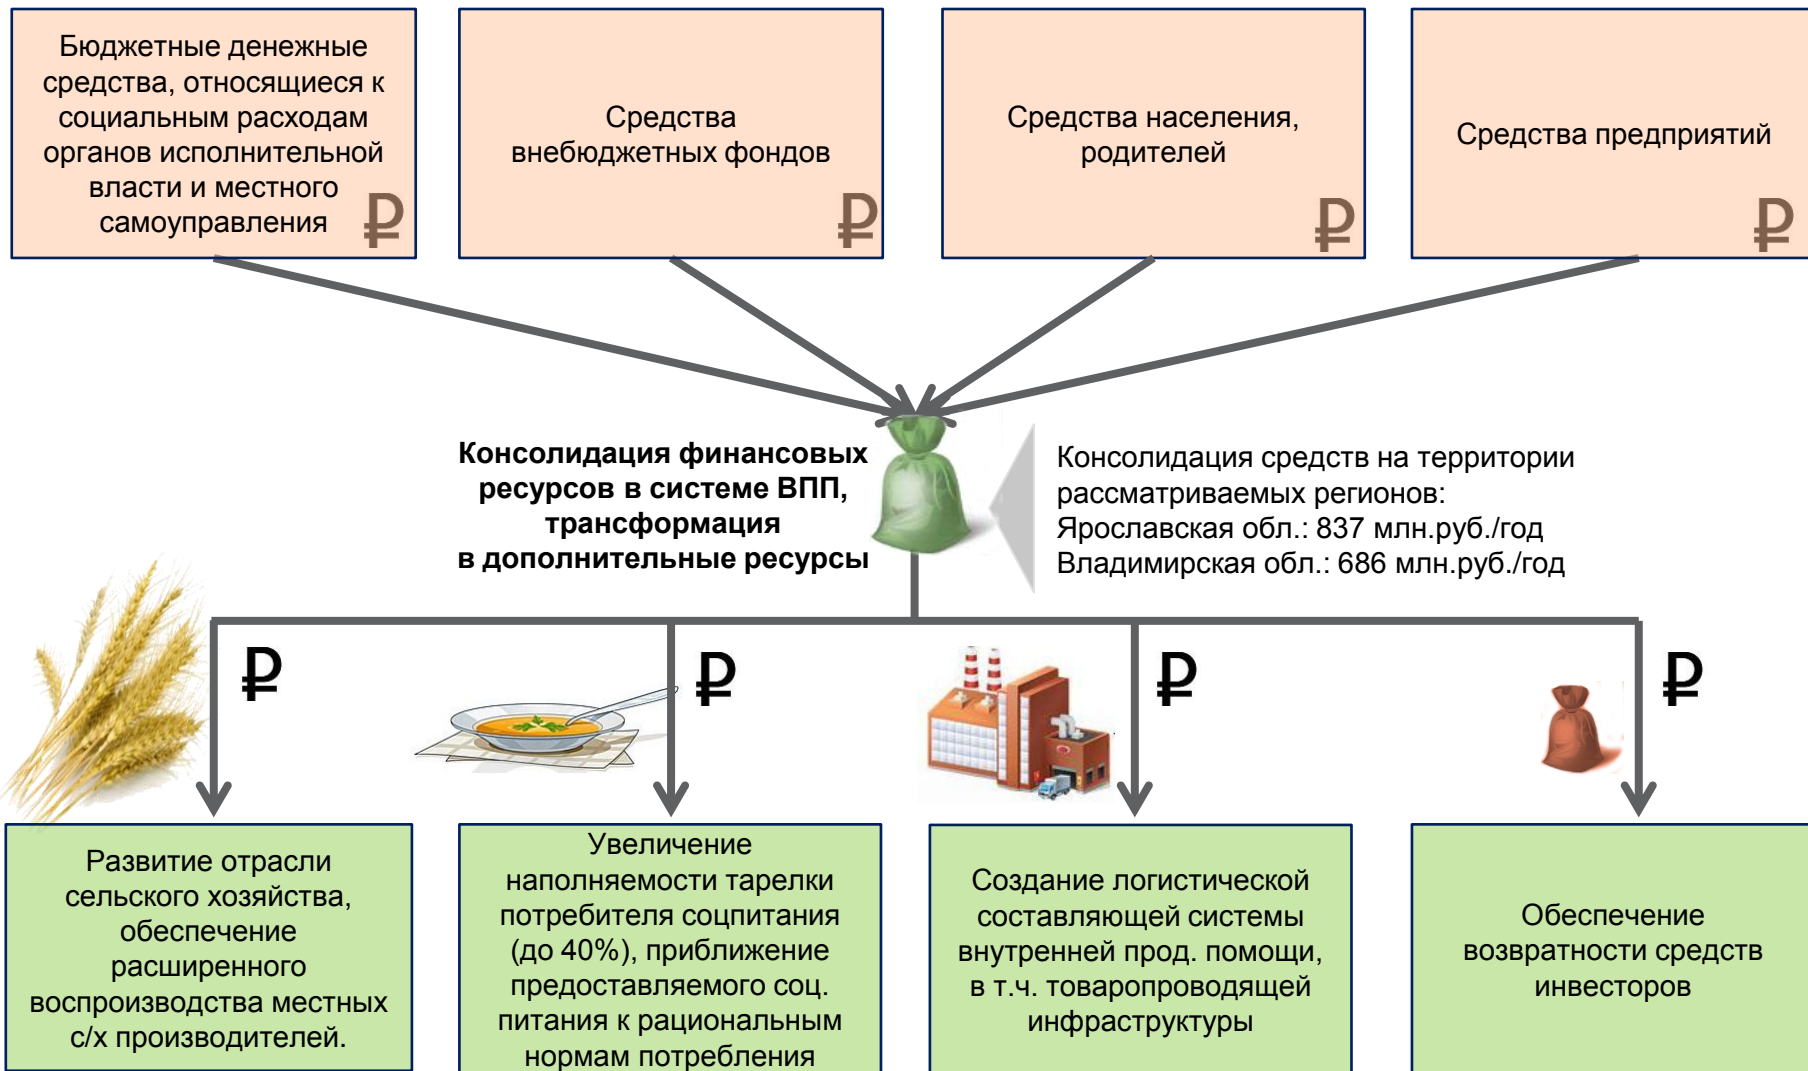 Бюджетные денежные
средства, относящиеся к
социальным расходам
органов исполнительной
власти и местного
самоуправления
₽
Средства
внебюджетных фондов
₽
Средства населения,
родителей
₽
Средства предприятий
₽
Консолидация финансовых
ресурсов в системе ВПП,
трансформация
в дополнительные ресурсы
Консолидация средств на территории
рассматриваемых регионов:
Ярославская обл.: 837 млн.руб./год
Владимирская обл.: 686 млн.руб./год
₽
₽
₽
₽
Развитие отрасли
сельского хозяйства,
обеспечение
расширенного
воспроизводства местных
с/х производителей.
Увеличение
наполняемости тарелки
потребителя соцпитания
(до 40%), приближение
предоставляемого соц.
питания к рациональным
нормам потребления
Создание логистической
составляющей системы
внутренней прод. помощи,
в т.ч. товаропроводящей
инфраструктуры
Обеспечение
возвратности средств
инвесторов